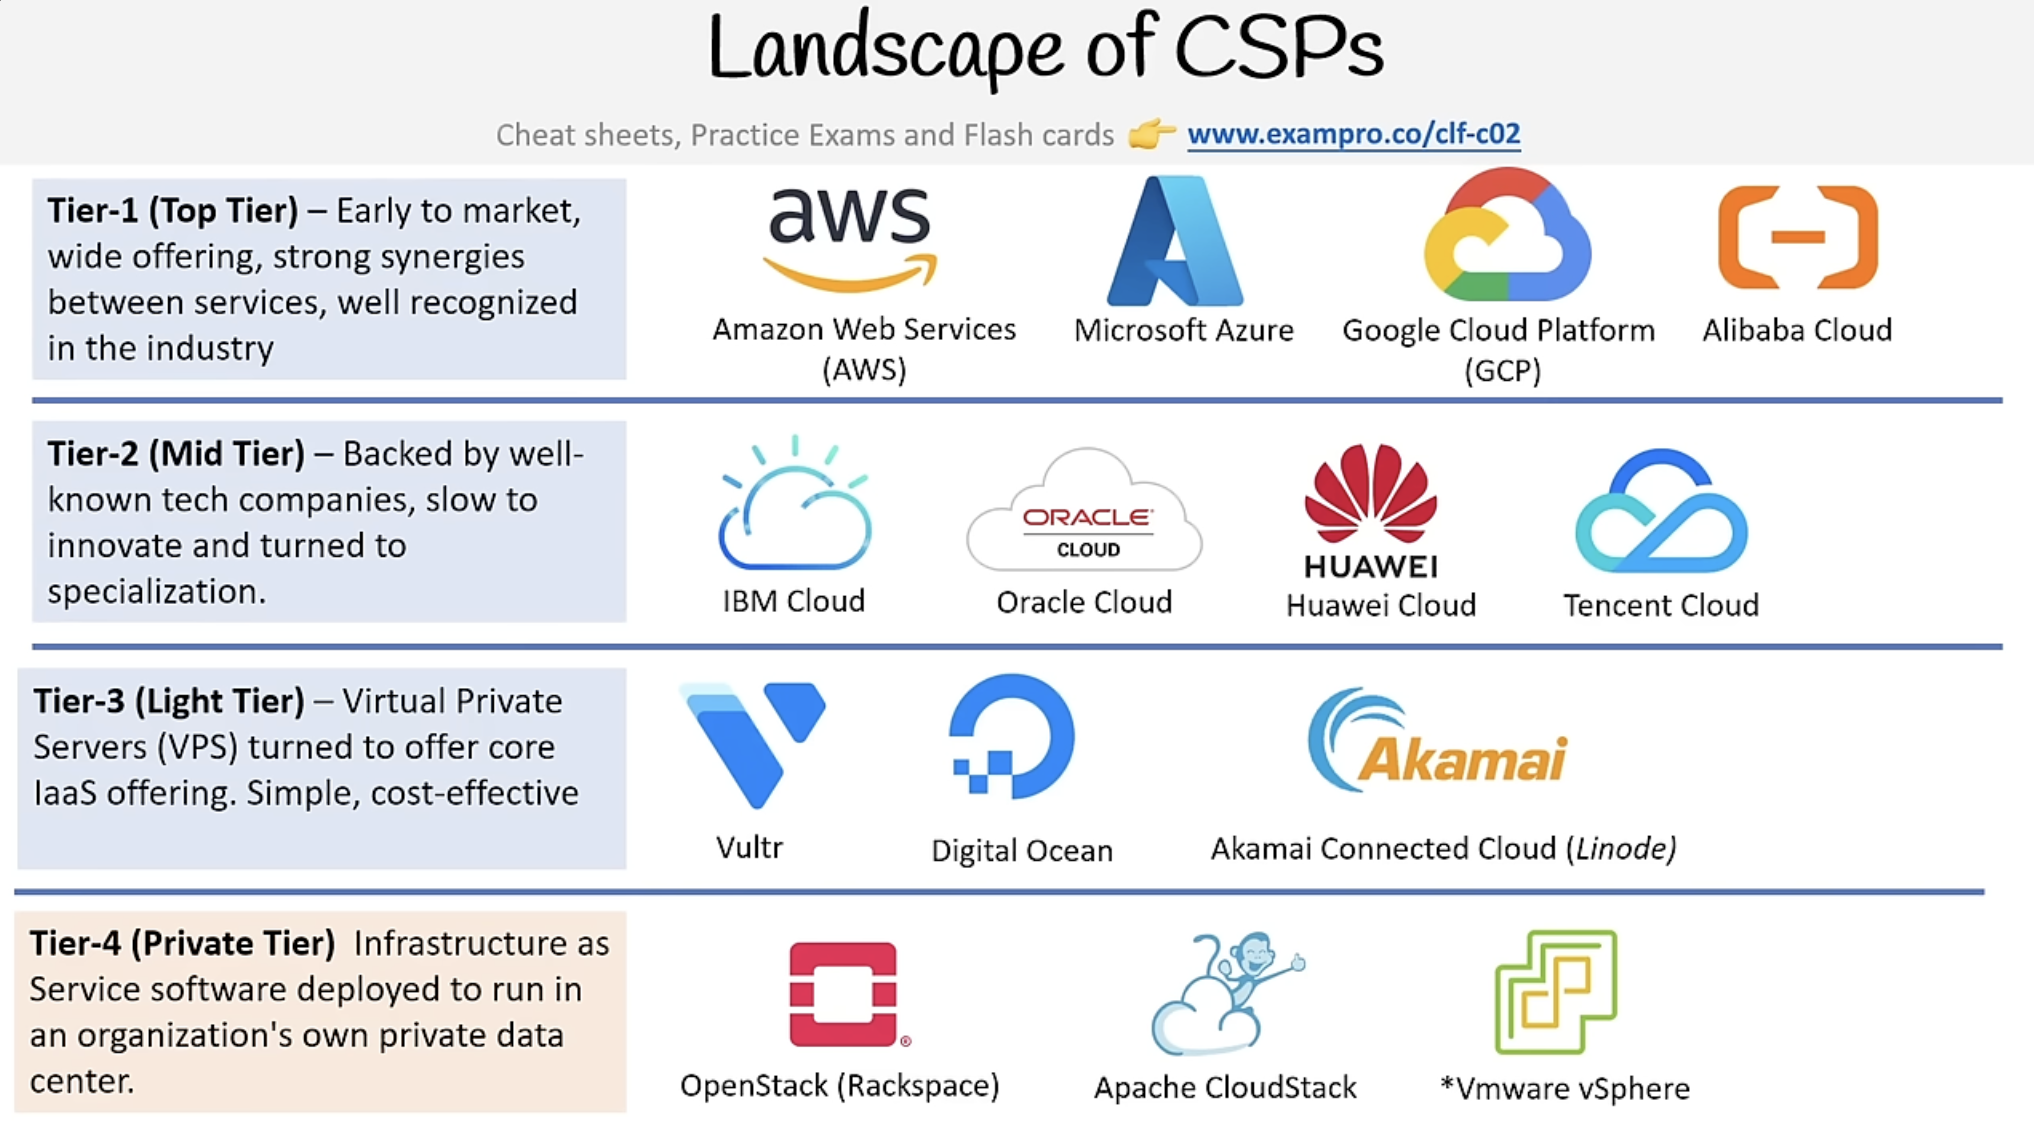 Landscape of CSPs
Cheat sheets, Practice Exams and Flash cards 👉 www.exampro.co/clf-c02
Tier-1 (Top Tier) – Early to market,
wide offering, strong synergies
between services, well recognized
in the industry
aws
Amazon Web Services
(AWS)
Microsoft Azure
Google Cloud Platform
(GCP)
Alibaba Cloud
Tier-2 (Mid Tier) – Backed by well-
known tech companies, slow to
innovate and turned to
specialization.
IBM Cloud
ORACLE
CLOUD
Oracle Cloud
HUAWEI
Huawei Cloud
Tencent Cloud
Tier-3 (Light Tier) – Virtual Private
Servers (VPS) turned to offer core
IaaS offering. Simple, cost-effective
Vultr
Digital Ocean
Akamai
Akamai Connected Cloud (Linode)
Tier-4 (Private Tier) Infrastructure as
Service software deployed to run in
an organization's own private data
center.
®
OpenStack (Rackspace)
Apache CloudStack
*Vmware vSphere